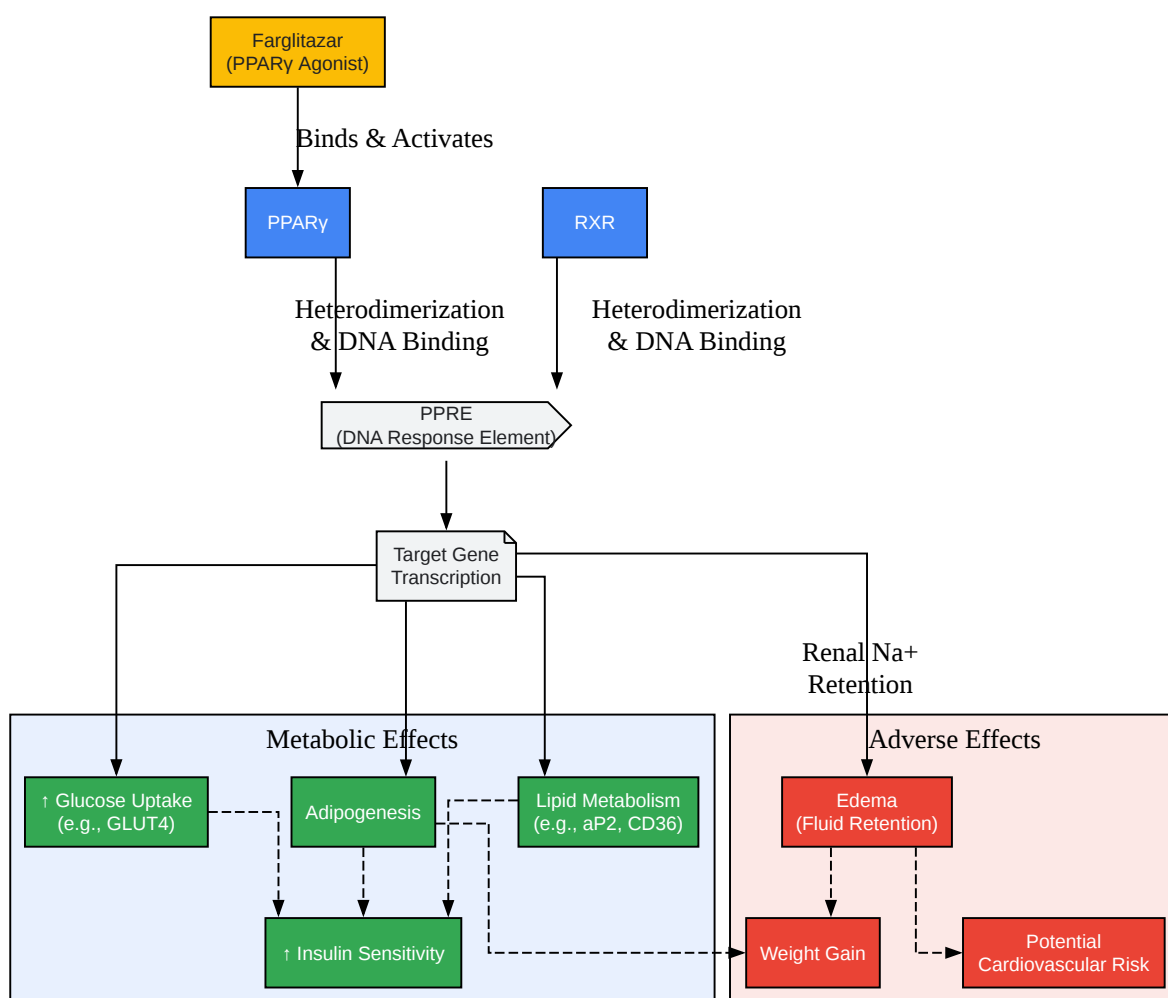 Farglitazar
(PPARγ Agonist)
Binds & Activates
PPARγ
RXR
Heterodimerization
& DNA Binding
Heterodimerization
& DNA Binding
PPRE
(DNA Response Element)
Target Gene
Transcription
Renal Na+
Retention
Metabolic Effects
Adverse Effects
↑ Glucose Uptake
(e.g., GLUT4)
Adipogenesis
Lipid Metabolism
(e.g., aP2, CD36)
Edema
(Fluid Retention)
↑ Insulin Sensitivity
Weight Gain
Potential
Cardiovascular Risk